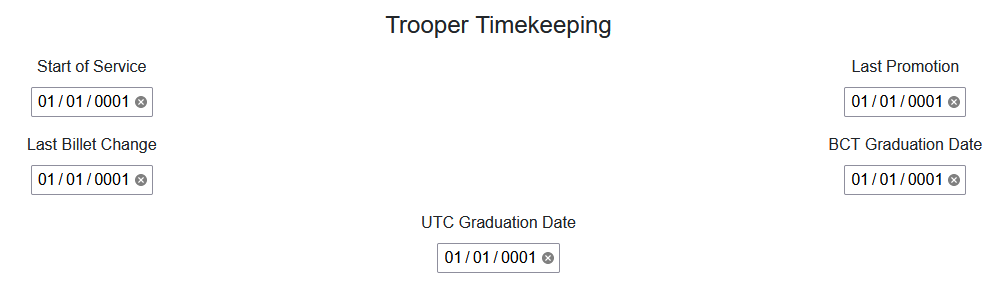 Trooper Timekeeping
Start of Service Last Promotion
01/01/0001 01/01/0001
Last Billet Change BCT Graduation Date
01/01/0001 01/01/0001
UTC Graduation Date
01/01/0001